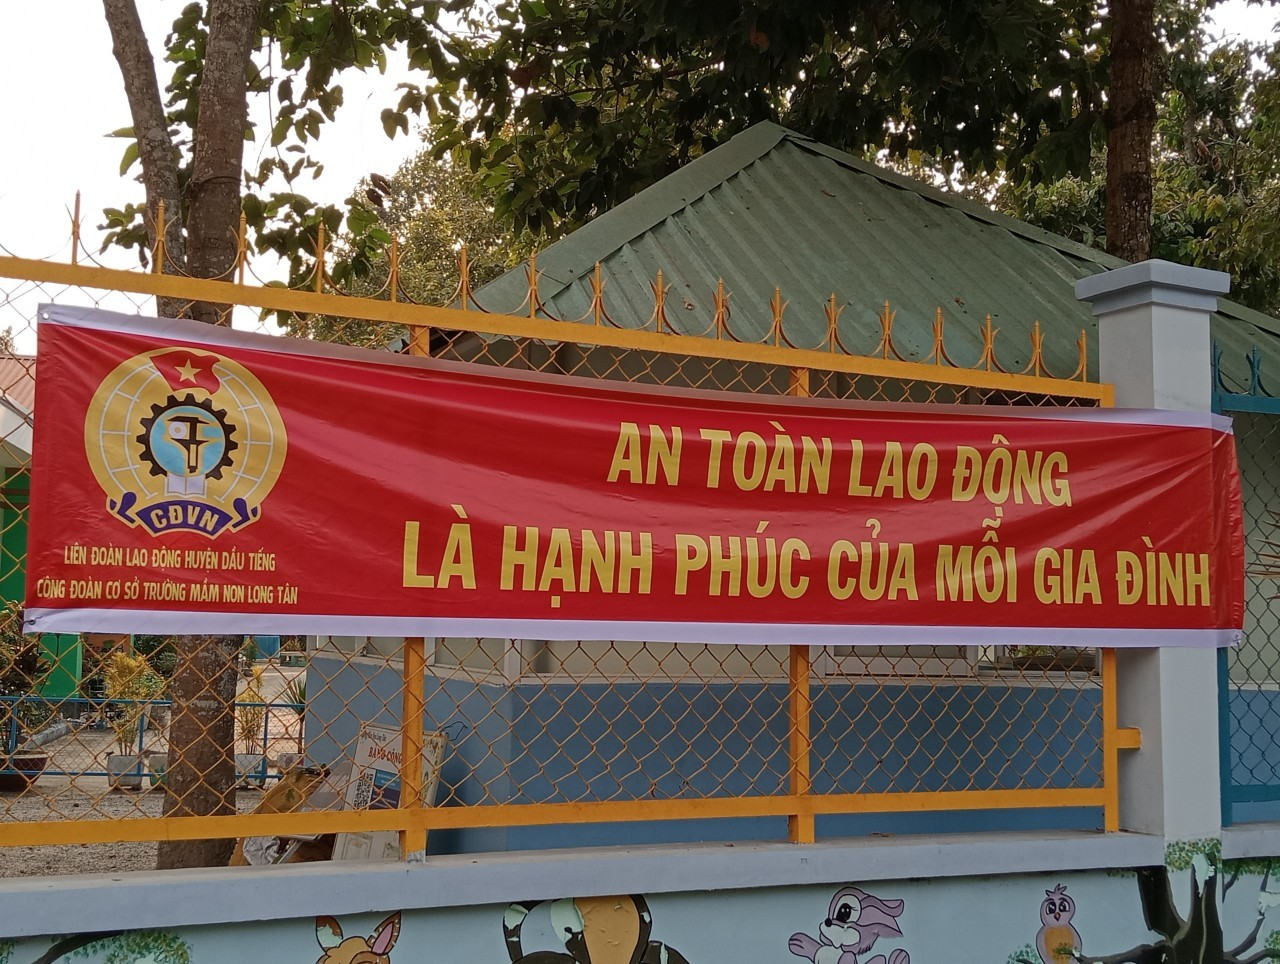 CĐVN
LIÊN ĐOÀN LAO ĐỘNG HUYỆN DẦU TIẾNG
CÔNG ĐOÀN CƠ SỞ TRƯỜNG MẦM NON LONG TÂN
AN TOÀN LAO ĐỘNG
LÀ HẠNH PHÚC CỦA MỖI GIA ĐÌNH